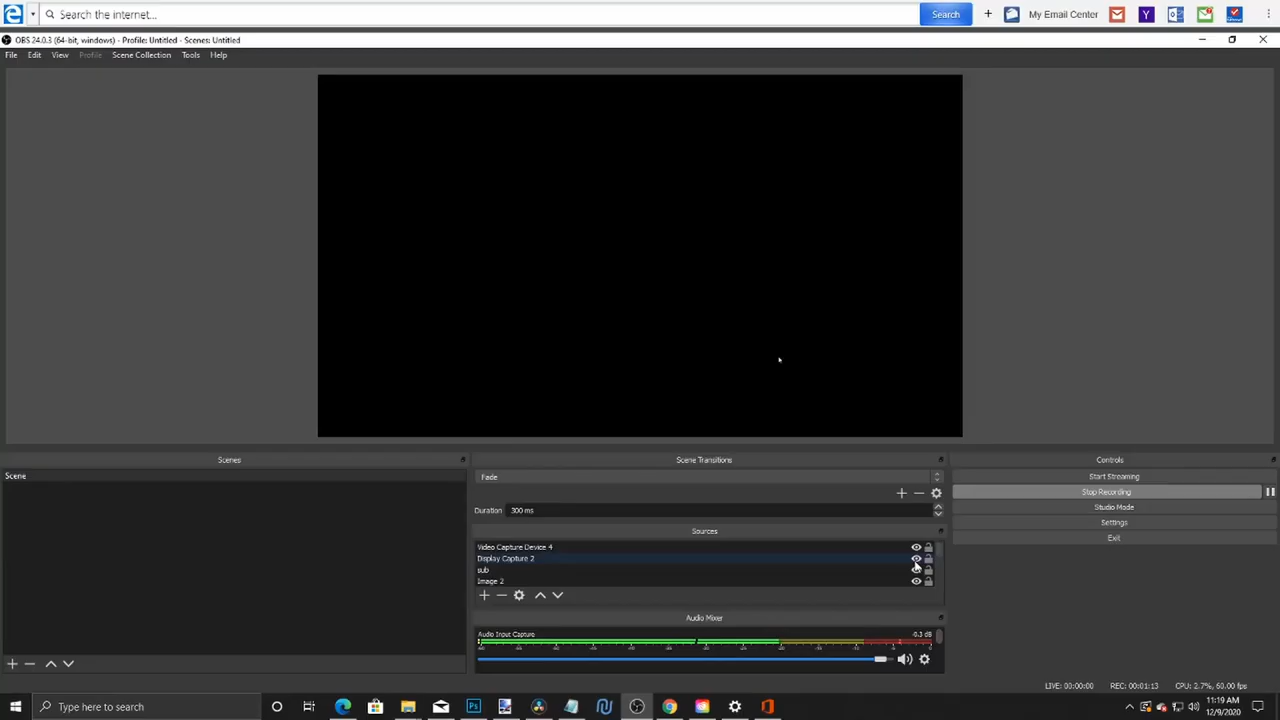 Search the internet...
Search
My Email Center
OBS 24.0.3 (64-bit, windows) - Profile: Untitled - Scenes: Untitled
File Edit View Profile Scene Collection Tools Help
Scenes
Scene Transitions
Controls
Scene
Fade
Start Streaming
Stop Recording
Duration 300 ms
Studio Mode
Settings
Sources
Exit
Video Capture Device 4
Display Capture 2
sub
Image 2
Audio Mixer
Audio Input Capture -0.3 dB
LIVE: 00:00:00 REC: 00:01:13 CPU: 2.7%, 60.00 fps
Type here to search
11:19 AM
12/9/2020